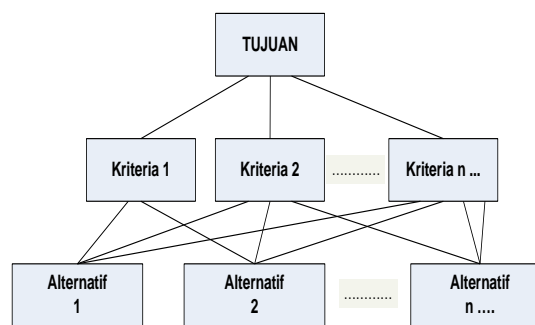 TUJUAN
Kriteria 1
Kriteria 2
............
Kriteria n ...
Alternatif
1
Alternatif
2
............
Alternatif
n ....